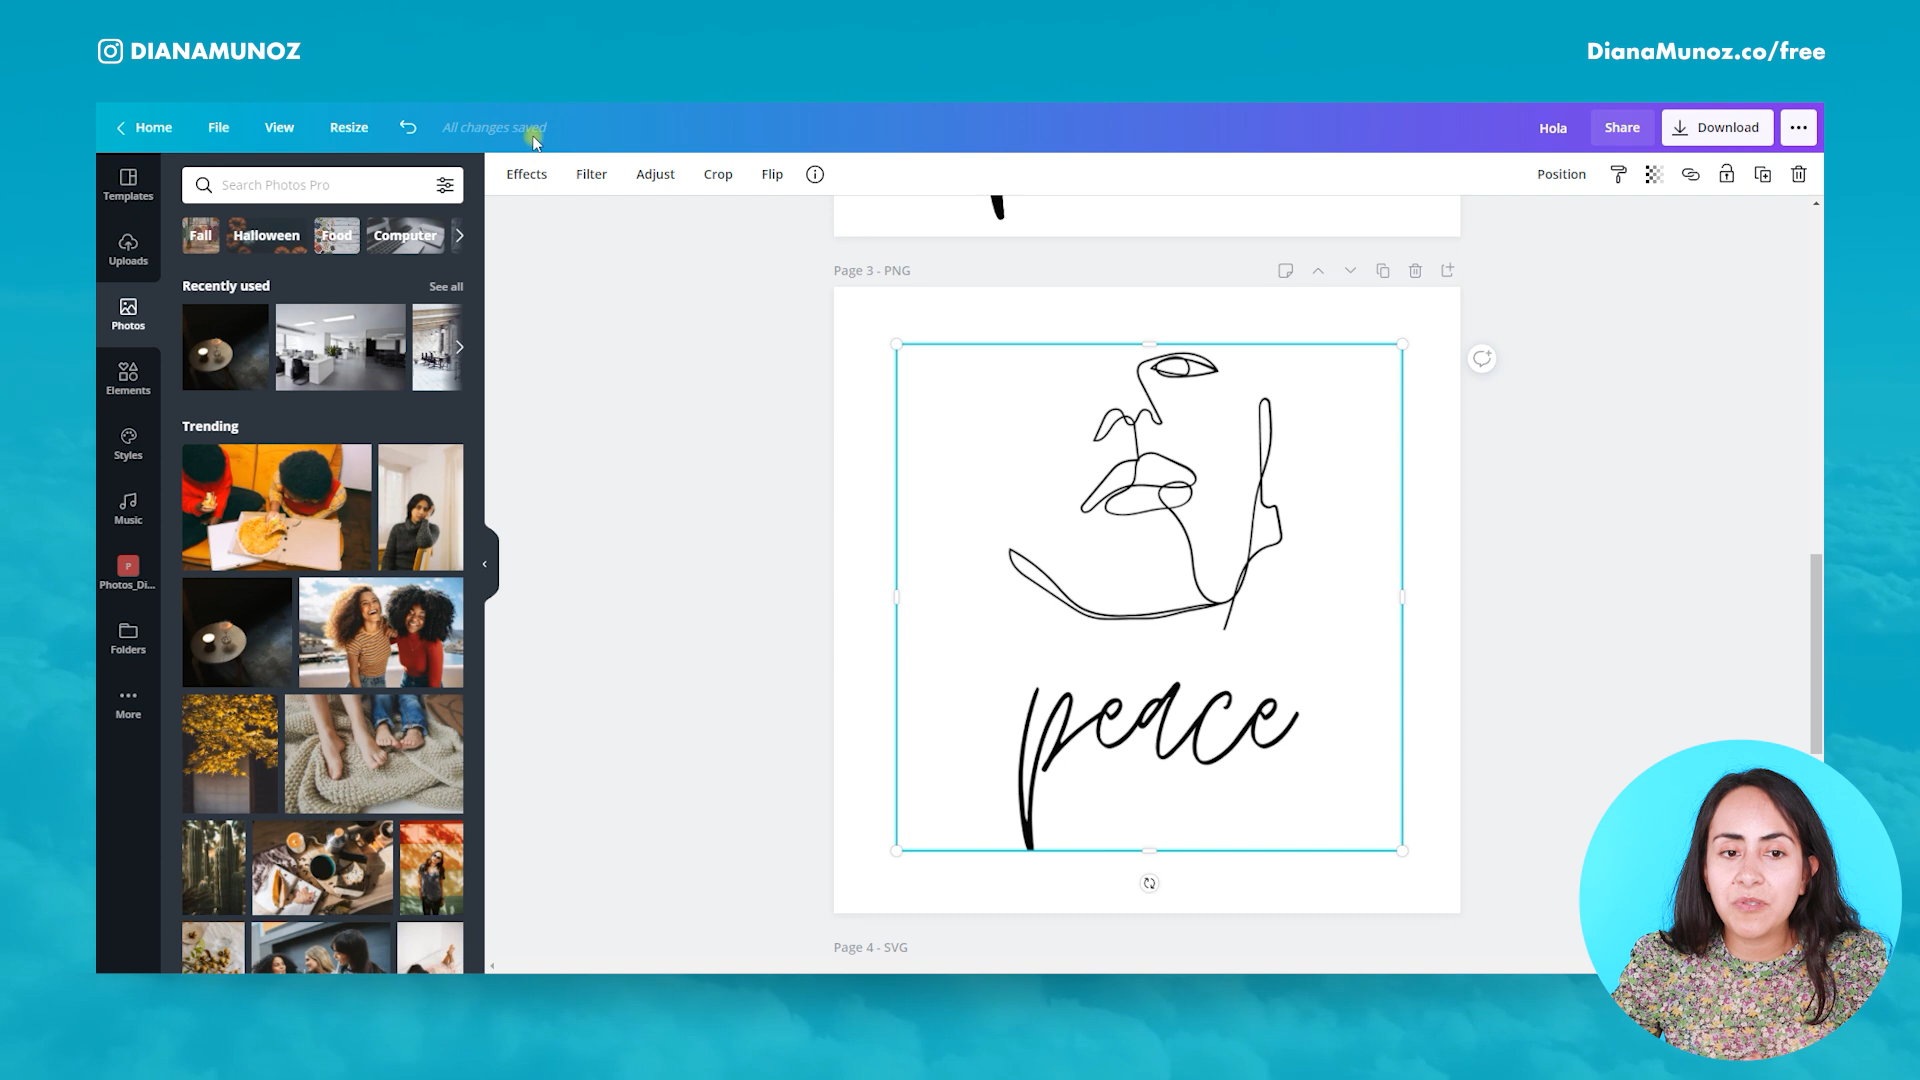 DIANAMUNOZ
DianaMunoz.co/free
Home File View Resize All changes saved Hola Share Download
Effects Filter Adjust Crop Flip Position
Templates
Uploads
Photos
Elements
Styles
Music
P
Photos_Di...
Folders
More
Search Photos Pro
Fall Halloween Food Computer
Recently used See all
Trending
Page 3 - PNG
peace
Page 4 - SVG